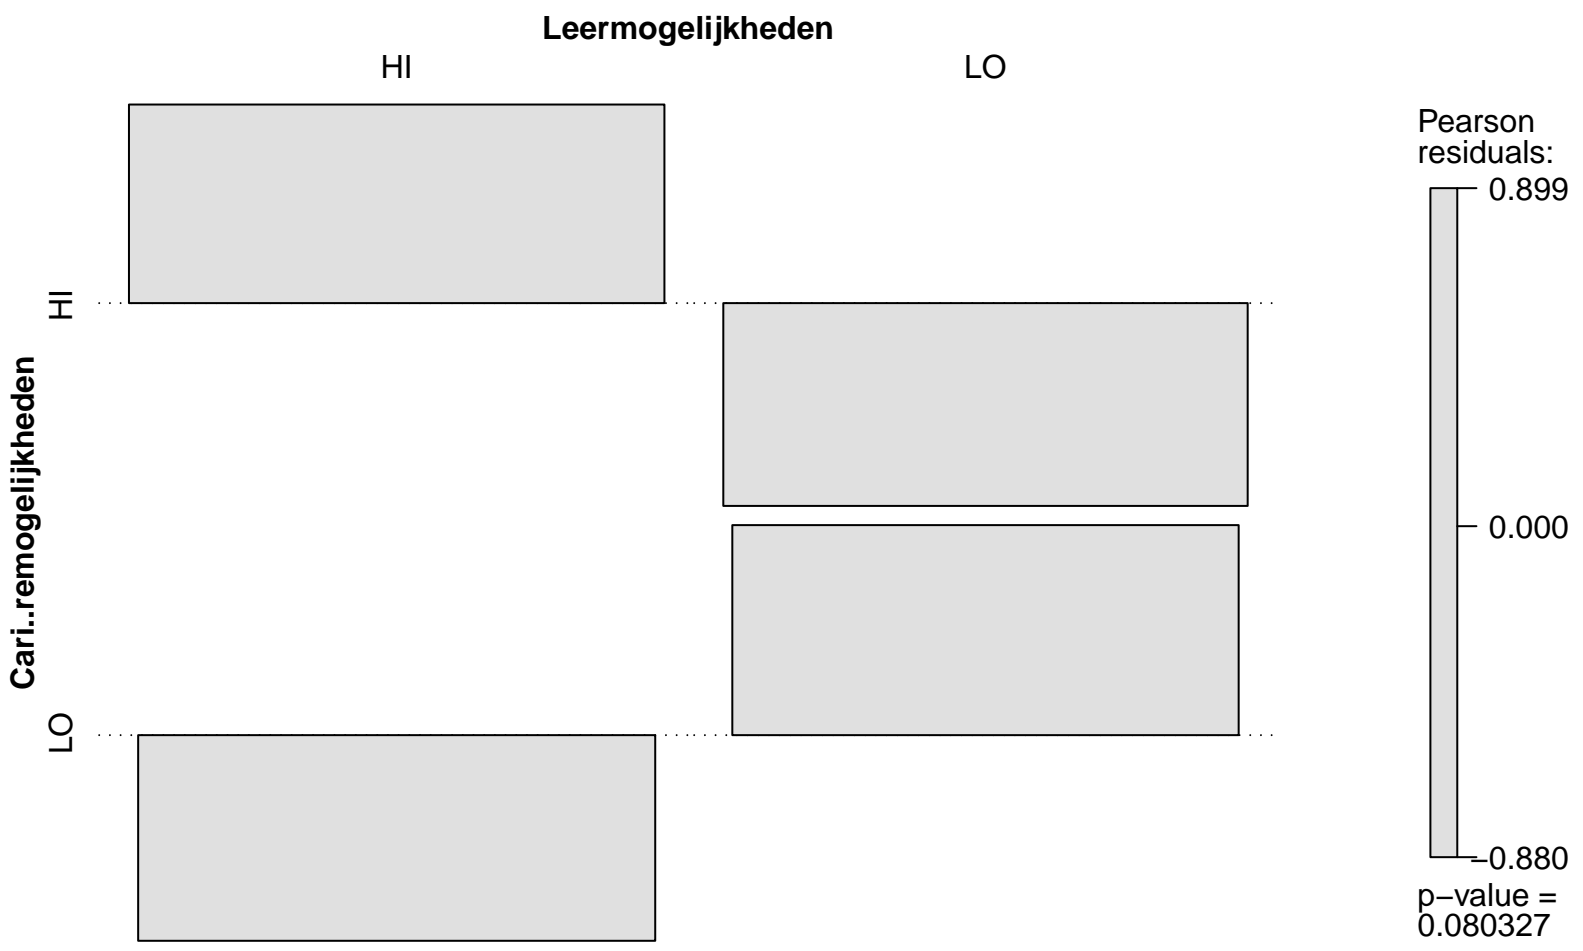 Leermogelijkheden
HI
LO
Cari..remogelijkheden
HI
LO
Pearson
residuals:
0.899
0.000
−0.880
p−value =
0.080327